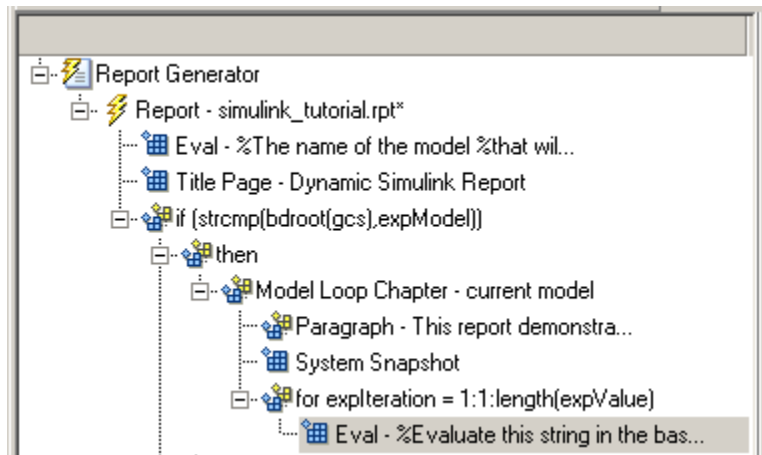 Report Generator
Report - simulink_tutorial.rpt*
Eval - %The name of the model %that wil...
Title Page - Dynamic Simulink Report
if (strcmp(bdroot(gcs),expModel))
then
Model Loop Chapter - current model
Paragraph - This report demonstra...
System Snapshot
for expIteration = 1:1:length(expValue)
Eval - %Evaluate this string in the bas...